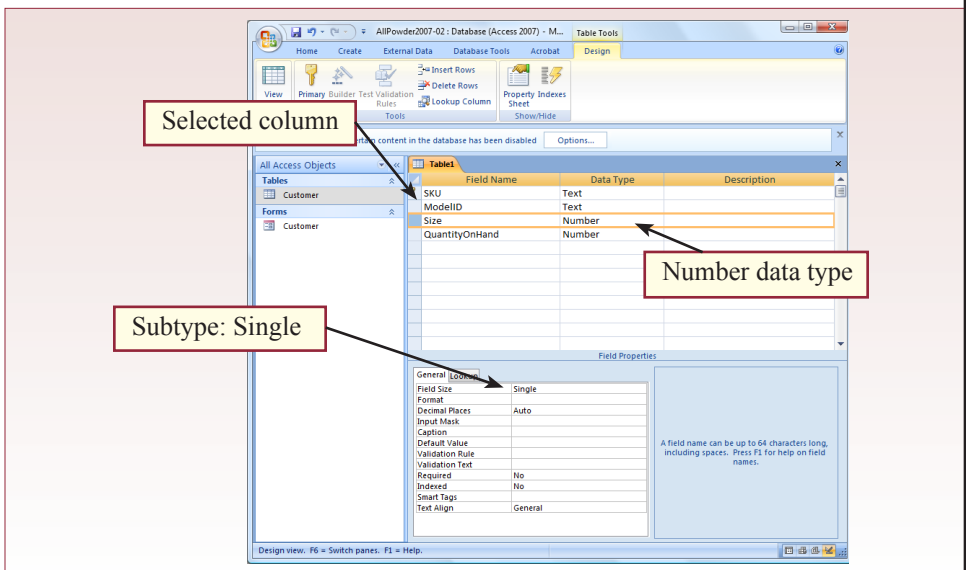 AllPowder2007-02 : Database (Access 2007) - M...
Table Tools
Home Create External Data Database Tools Acrobat Design
View
Primary Builder Test Validation Rules
Insert Rows
Delete Rows
Lookup Column
Property Sheet
Indexes
Tools
Show/Hide
Selected column
rtain content in the database has been disabled
Options...
All Access Objects
Tables
Customer
Forms
Customer
Table1
Field Name Data Type Description
SKU Text
ModelID Text
Size Number
QuantityOnHand Number
Number data type
Subtype: Single
Field Properties
General Lookup
Field Size Single
Format
Decimal Places Auto
Input Mask
Caption
Default Value
Validation Rule
Validation Text
Required No
Indexed No
Smart Tags
Text Align General
A field name can be up to 64 characters long,
including spaces. Press F1 for help on field
names.
Design view. F6 = Switch panes. F1 = Help.